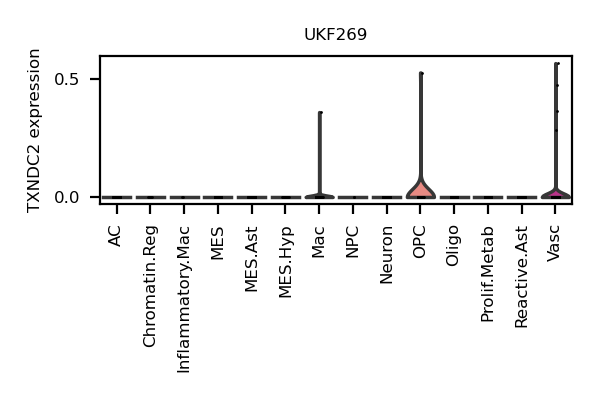 UKF269
TXNDC2 expression
0.5
0.0
AC
Chromatin.Reg
Inflammatory.Mac
MES
MES.Ast
MES.Hyp
Mac
NPC
Neuron
OPC
Oligo
Prolif.Metab
Reactive.Ast
Vasc